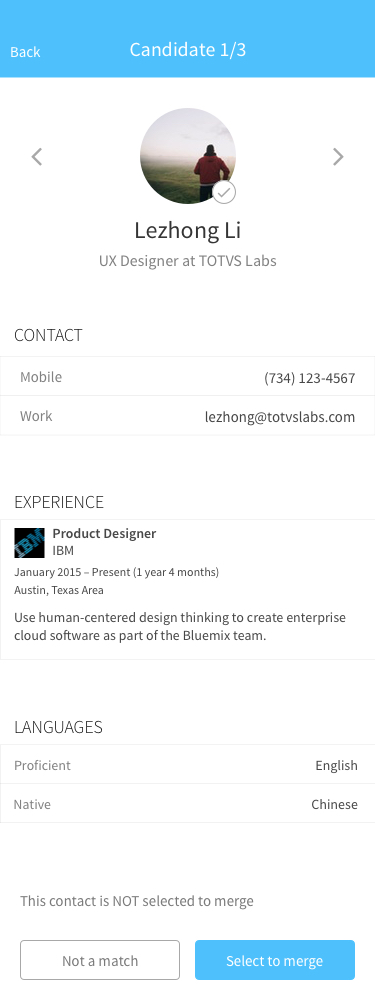 Back
Candidate 1/3
Lezhong Li
UX Designer at TOTVS Labs
CONTACT
Mobile (734) 123-4567
Work lezhong@totvslabs.com
EXPERIENCE
IBM
Product Designer
IBM
January 2015 – Present (1 year 4 months)
Austin, Texas Area
Use human-centered design thinking to create enterprise
cloud software as part of the Bluemix team.
LANGUAGES
Proficient English
Native Chinese
This contact is NOT selected to merge
Not a match
Select to merge